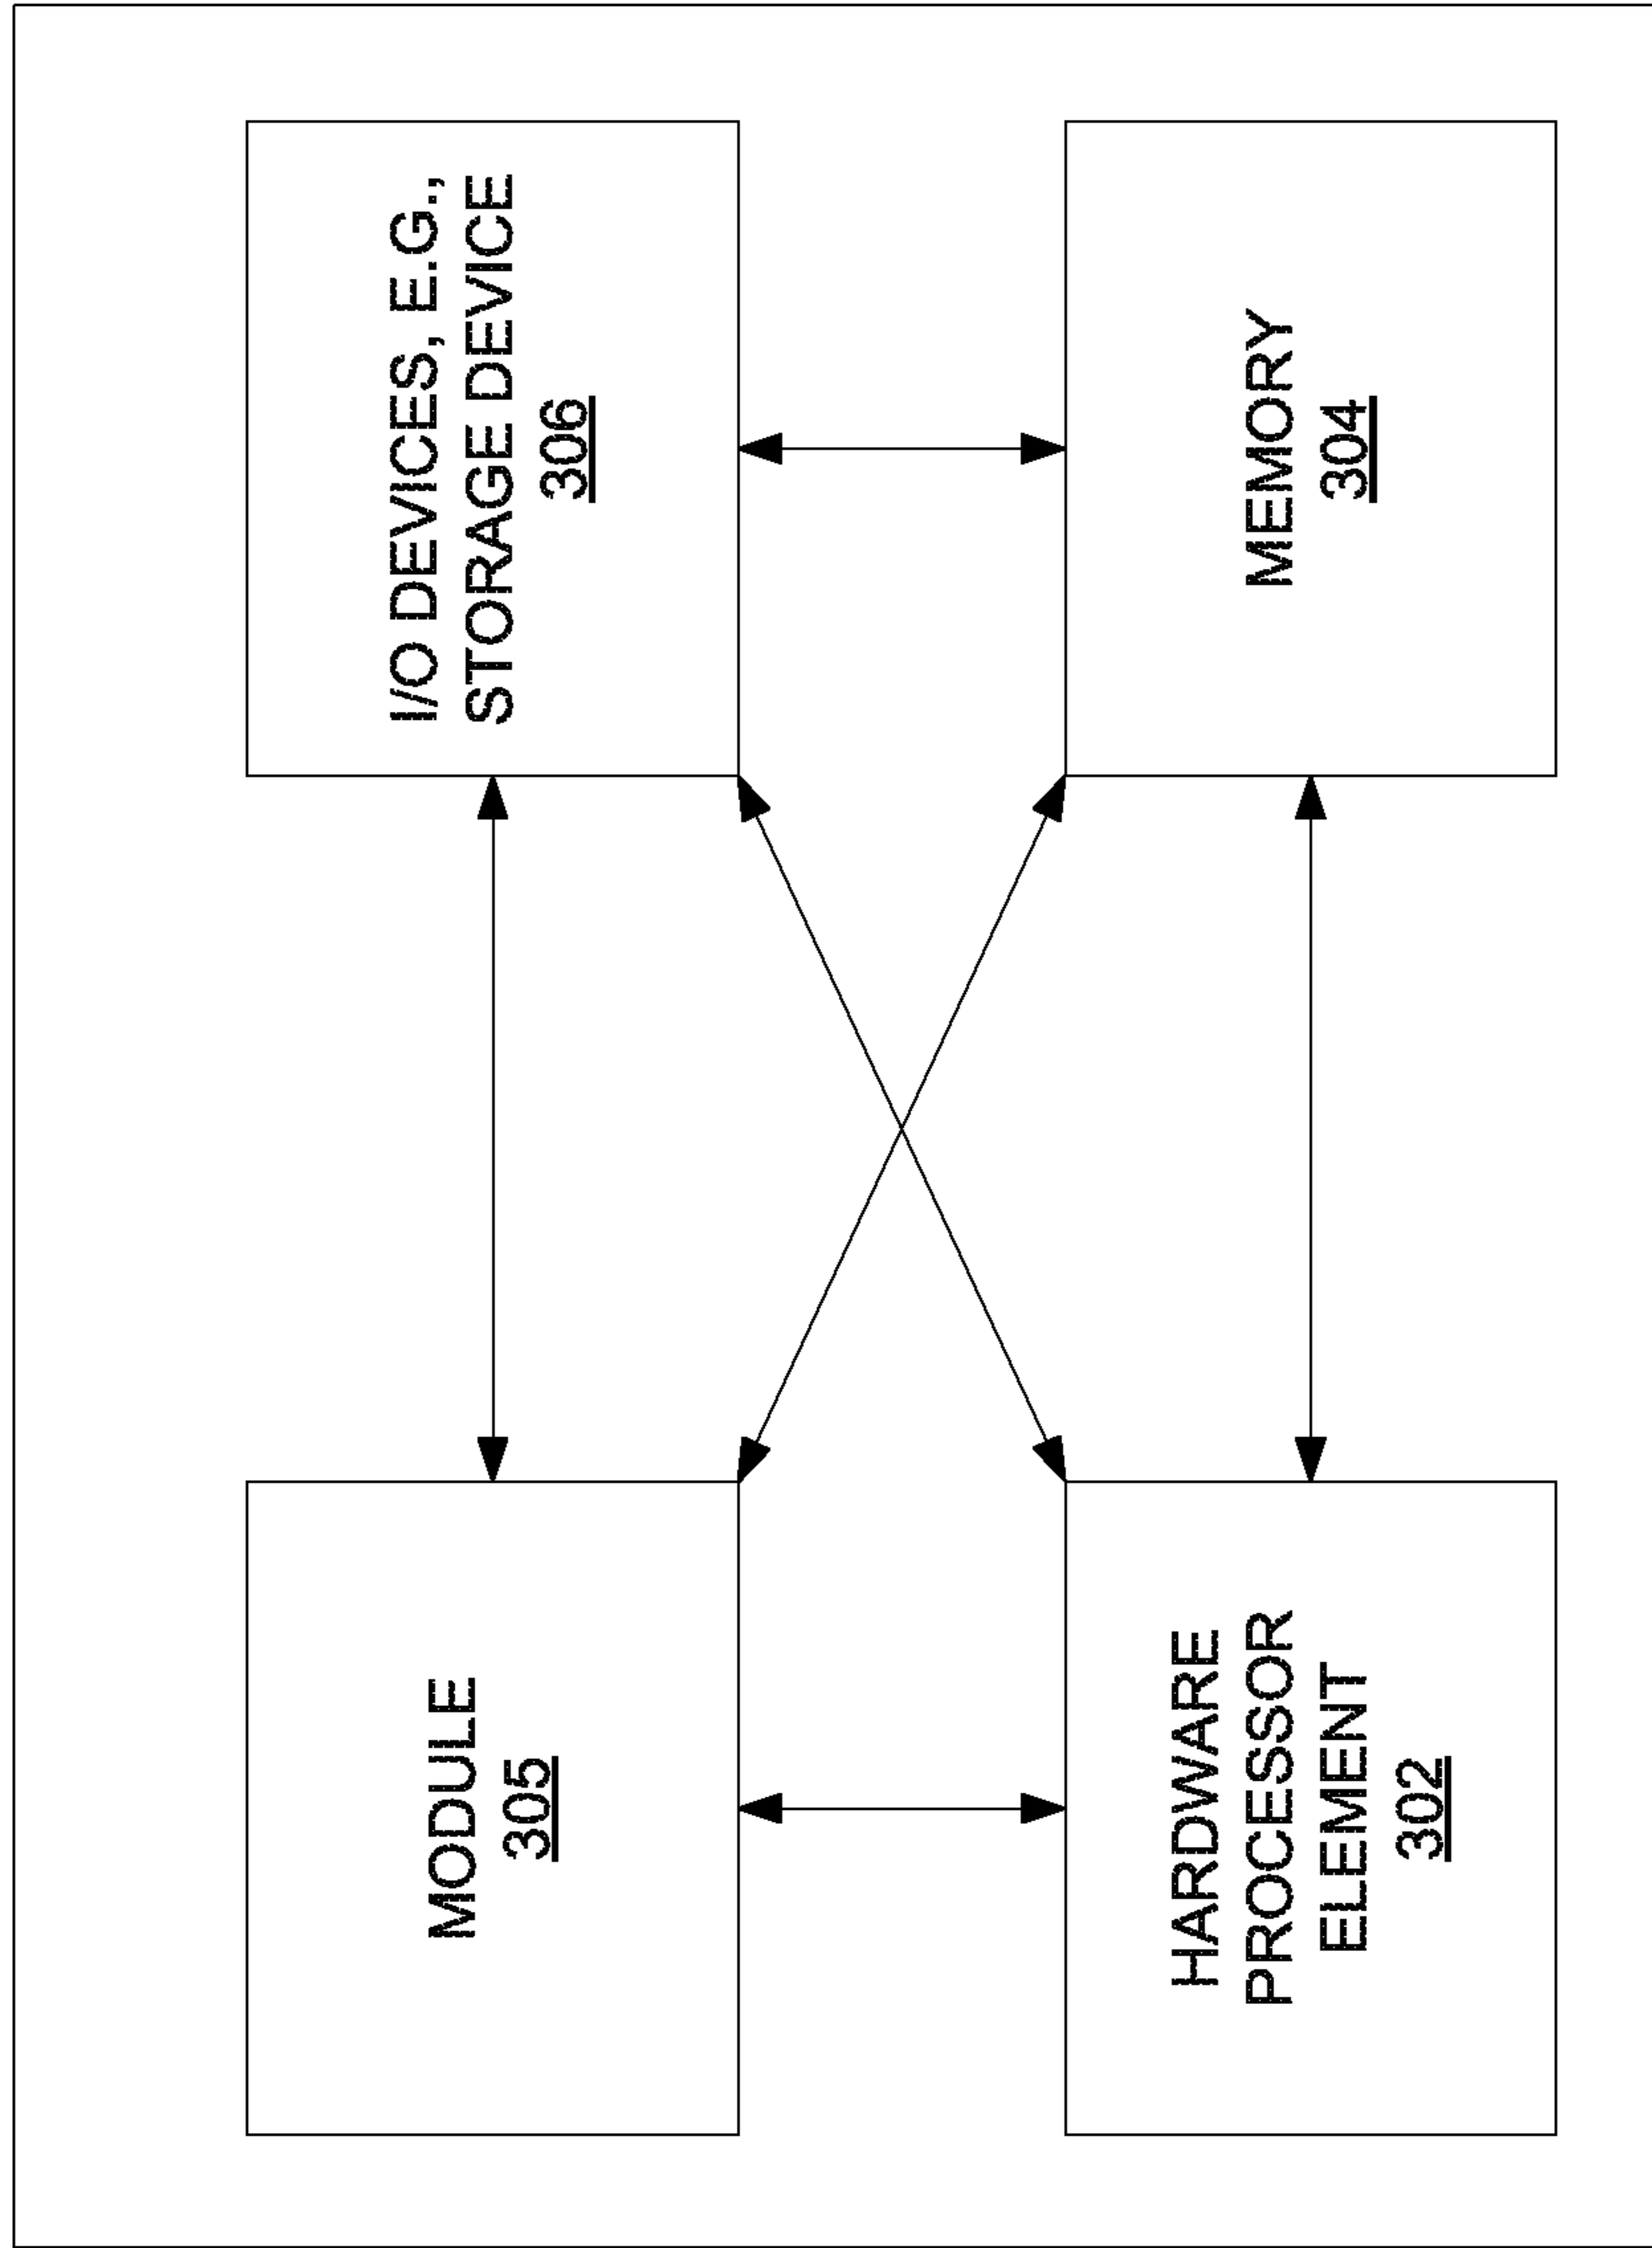 MODULE
305
I/O DEVICES, E.G.,
STORAGE DEVICE
306
HARDWARE
PROCESSOR
ELEMENT
302
MEMORY
304